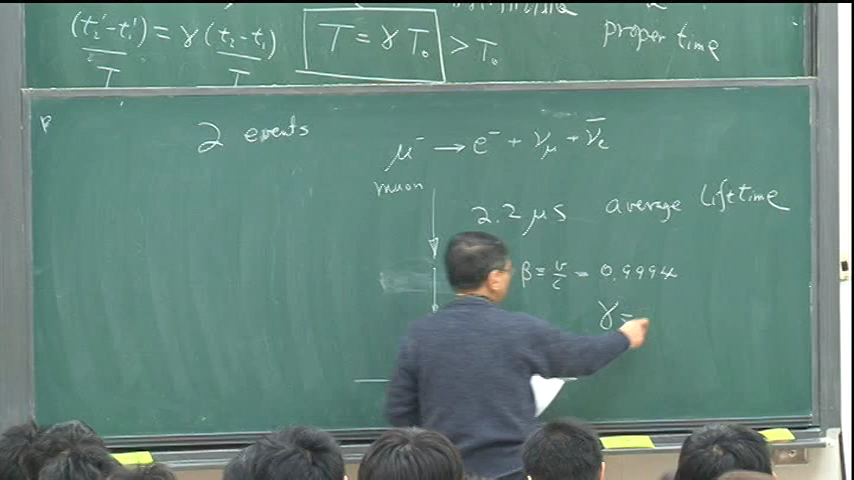 (t₂'-t₁') = γ (t₂-t₁)
T T
T = γ T₀ > T₀
proper time
2 events
μ⁻ → e⁻ + ν_μ + ν̄_e
muon
2.2 μs average lifetime
β ≡ v/c = 0.9994
γ =